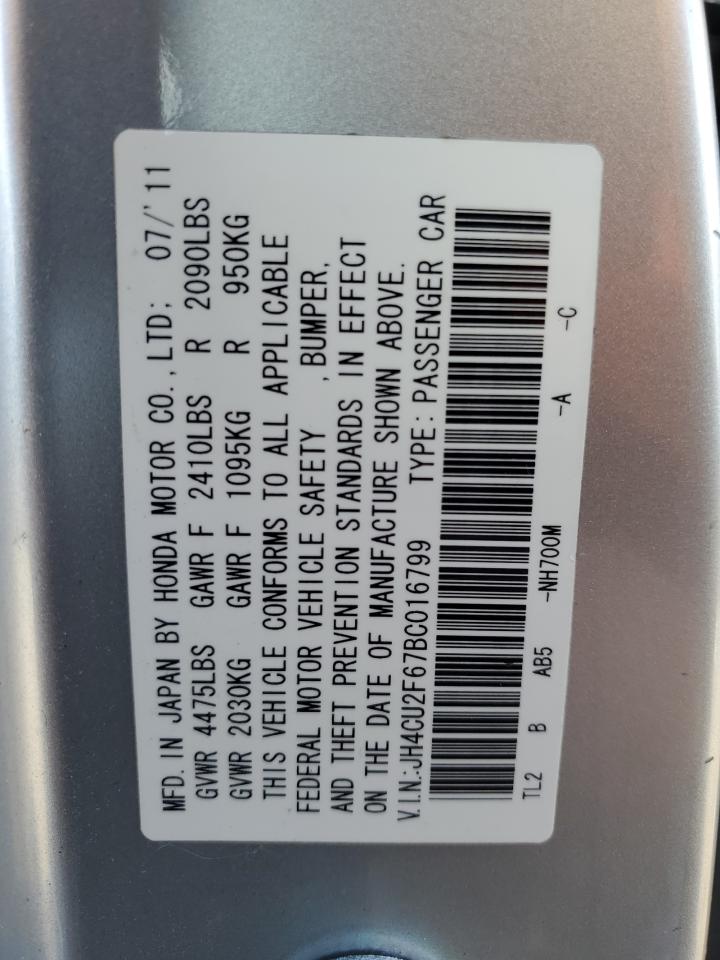 MFD. IN JAPAN BY HONDA MOTOR CO., LTD; 07/'11
GVWR 4475LBS GAWR F 2410LBS R 2090LBS
GVWR 2030KG GAWR F 1095KG R 950KG
THIS VEHICLE CONFORMS TO ALL APPLICABLE
FEDERAL MOTOR VEHICLE SAFETY , BUMPER,
AND THEFT PREVENTION STANDARDS IN EFFECT
ON THE DATE OF MANUFACTURE SHOWN ABOVE.
V.I.N.:JH4CU2F67BC016799 TYPE: PASSENGER CAR
TL2 B AB5 -NH700M -A -C